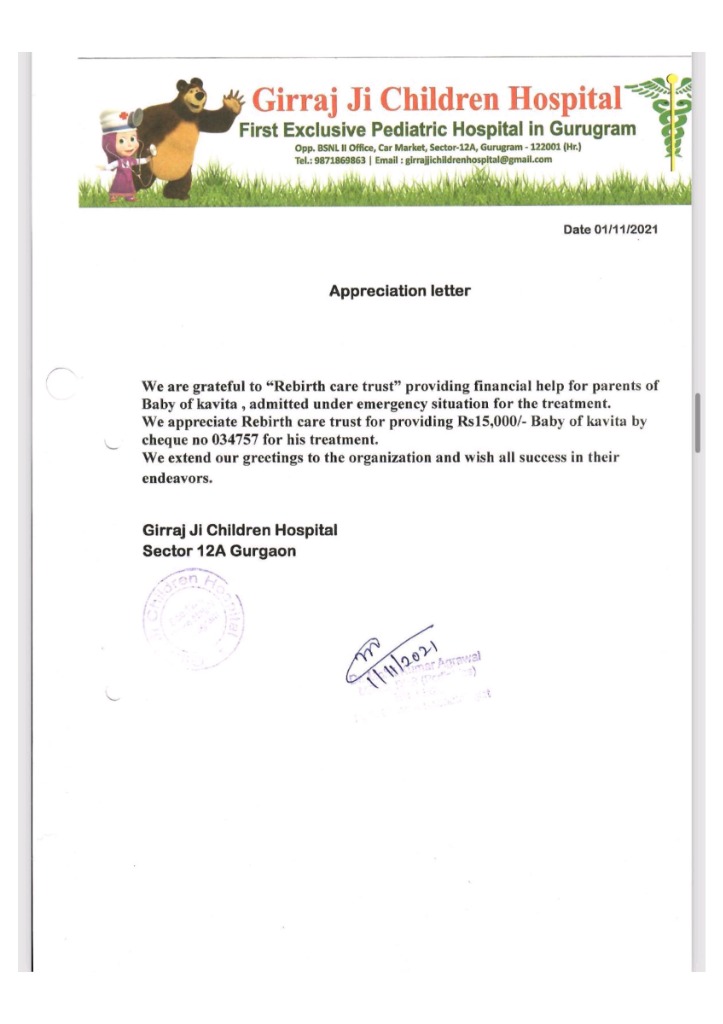 Girraj Ji Children Hospital
First Exclusive Pediatric Hospital in Gurugram
Opp. BSNL II Office, Car Market, Sector-12A, Gurugram - 122001 (Hr.)
Tel.: 9871869863 | Email : girrajjichildrenhospital@gmail.com
Date 01/11/2021
Appreciation letter
We are grateful to “Rebirth care trust” providing financial help for parents of
Baby of kavita , admitted under emergency situation for the treatment.
We appreciate Rebirth care trust for providing Rs15,000/- Baby of kavita by
cheque no 034757 for his treatment.
We extend our greetings to the organization and wish all success in their
endeavors.
Girraj Ji Children Hospital
Sector 12A Gurgaon
Ji Children Hospital
1/11/2021
Agrawal